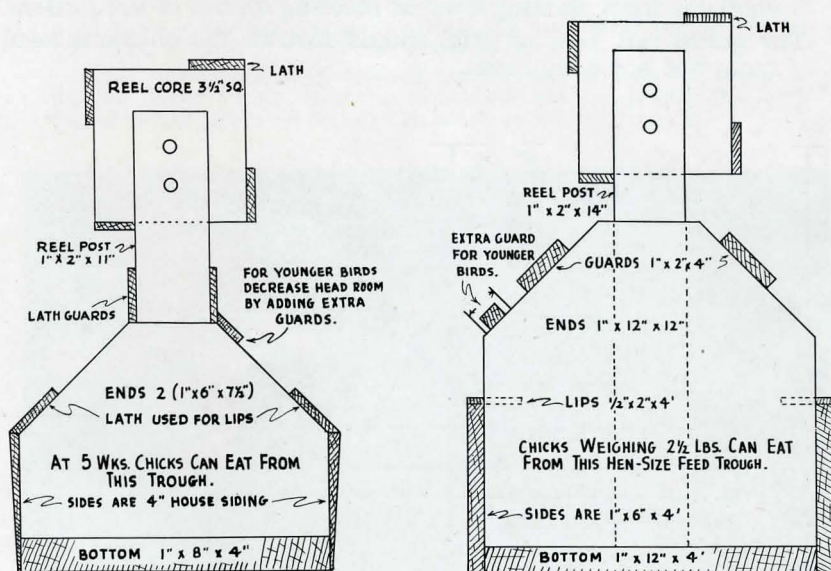 LATH
REEL CORE 3½" SQ.
REEL POST
1" X 2" x 11"
LATH GUARDS
FOR YOUNGER BIRDS
DECREASE HEAD ROOM
BY ADDING EXTRA
GUARDS.
ENDS 2 (1"x6"x7½")
LATH USED FOR LIPS
AT 5 WKS. CHICKS CAN EAT FROM
THIS TROUGH.
SIDES ARE 4" HOUSE SIDING
BOTTOM 1" x 8" x 4"
LATH
REEL POST
1" x 2" x 14"
EXTRA GUARD
FOR YOUNGER
BIRDS.
GUARDS 1" x 2" x 4" 5
ENDS 1" x 12" x 12"
LIPS ½" x 2" x 4'
CHICKS WEIGHING 2½ LBS. CAN EAT
FROM THIS HEN-SIZE FEED TROUGH.
SIDES ARE 1" x 6" x 4'
BOTTOM 1" x 12" x 4'